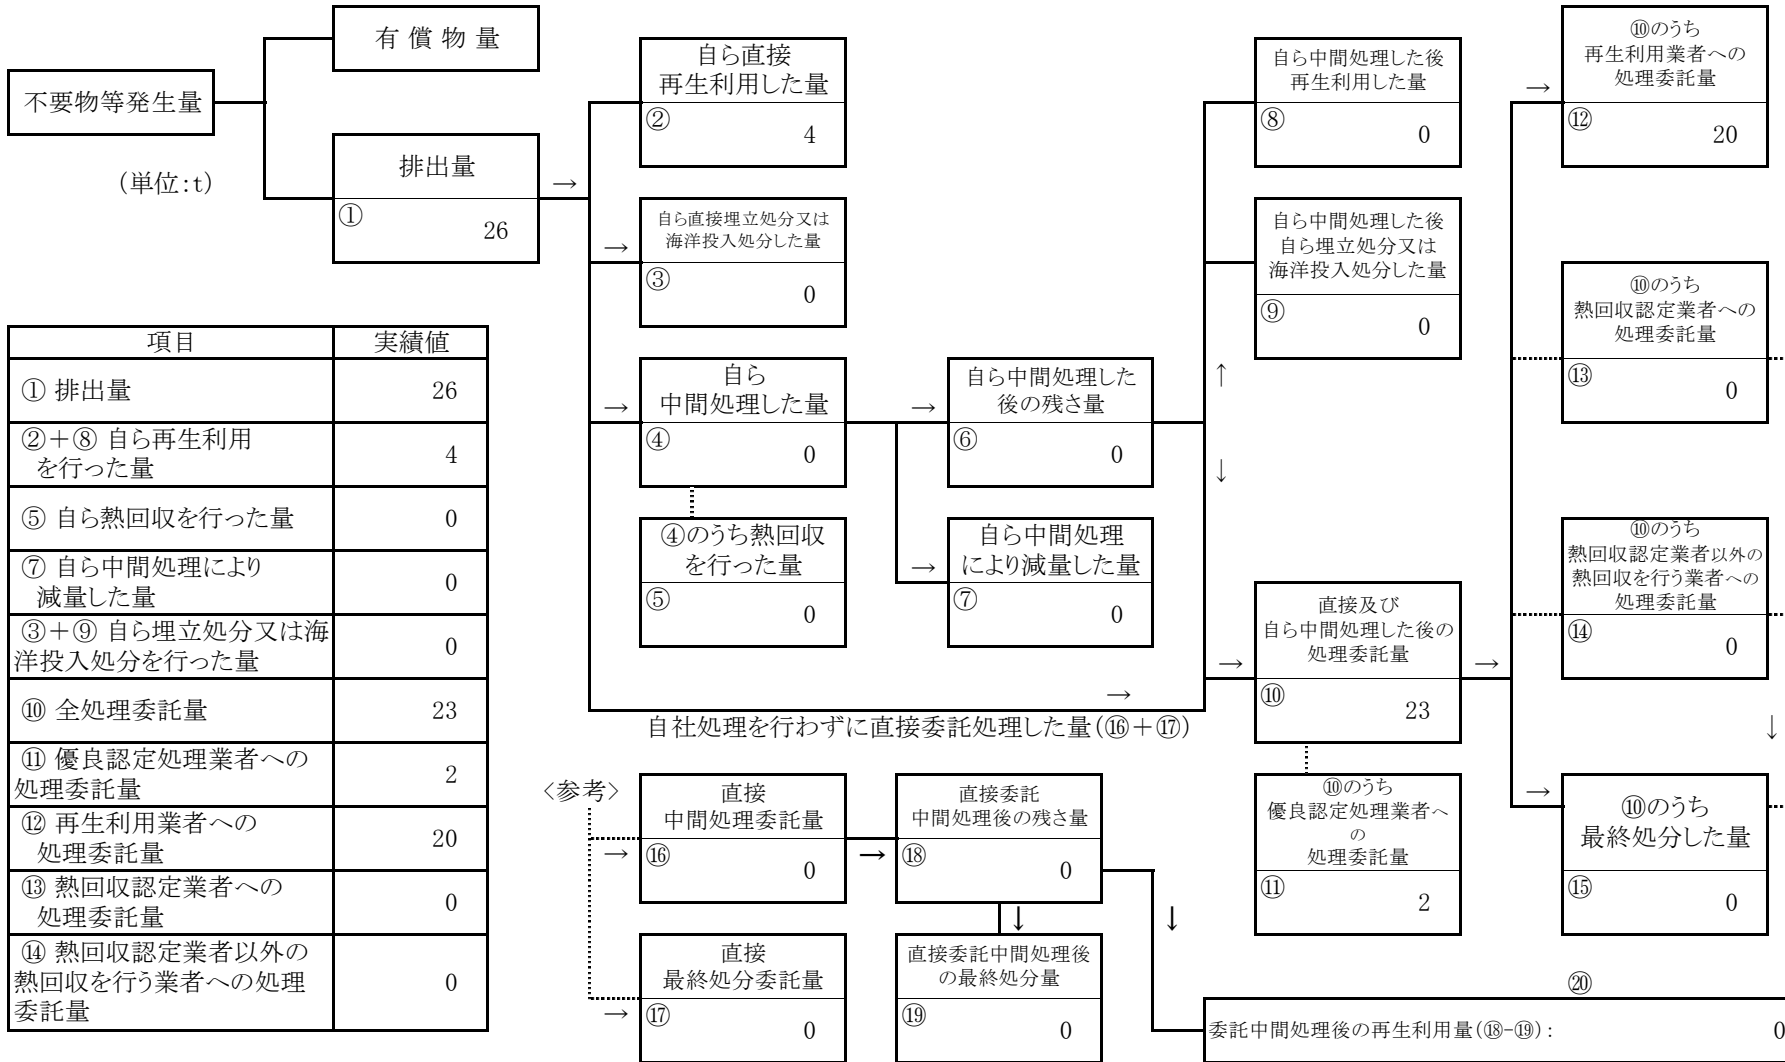 有 償 物 量
不要物等発生量
(単位:t)
排出量
①
26
→
自ら直接
再生利用した量
②
4
→
自ら直接埋立処分又は
海洋投入処分した量
③
0
→
自ら
中間処理した量
④
0
④のうち熱回収
を行った量
⑤
0
→
自ら中間処理した
後の残さ量
⑥
0
→
自ら中間処理
により減量した量
⑦
0
→
自社処理を行わずに直接委託処理した量(⑯+⑰)
自ら中間処理した後
再生利用した量
⑧
0
自ら中間処理した後
自ら埋立処分又は
海洋投入処分した量
⑨
0
↑
↓
→
直接及び
自ら中間処理した後の
処理委託量
⑩
23
→
⑩のうち
優良認定処理業者へ
の
処理委託量
⑪
2
→
⑩のうち
再生利用業者への
処理委託量
⑫
20
⑩のうち
熱回収認定業者への
処理委託量
⑬
0
⑩のうち
熱回収認定業者以外の
熱回収を行う業者への
処理委託量
⑭
0
↓
→
⑩のうち
最終処分した量
⑮
0
項目 実績値
① 排出量 26
②+⑧ 自ら再生利用
を行った量 4
⑤ 自ら熱回収を行った量 0
⑦ 自ら中間処理により
減量した量 0
③+⑨ 自ら埋立処分又は海
洋投入処分を行った量 0
⑩ 全処理委託量 23
⑪ 優良認定処理業者への
処理委託量 2
⑫ 再生利用業者への
処理委託量 20
⑬ 熱回収認定業者への
処理委託量 0
⑭ 熱回収認定業者以外の
熱回収を行う業者への処理
委託量 0
<参考>
→
直接
中間処理委託量
⑯
0
→
直接委託
中間処理後の残さ量
⑱
0
↓
↓
→
直接
最終処分委託量
⑰
0
直接委託中間処理後
の最終処分量
⑲
0
⑳
委託中間処理後の再生利用量(⑱-⑲): 0